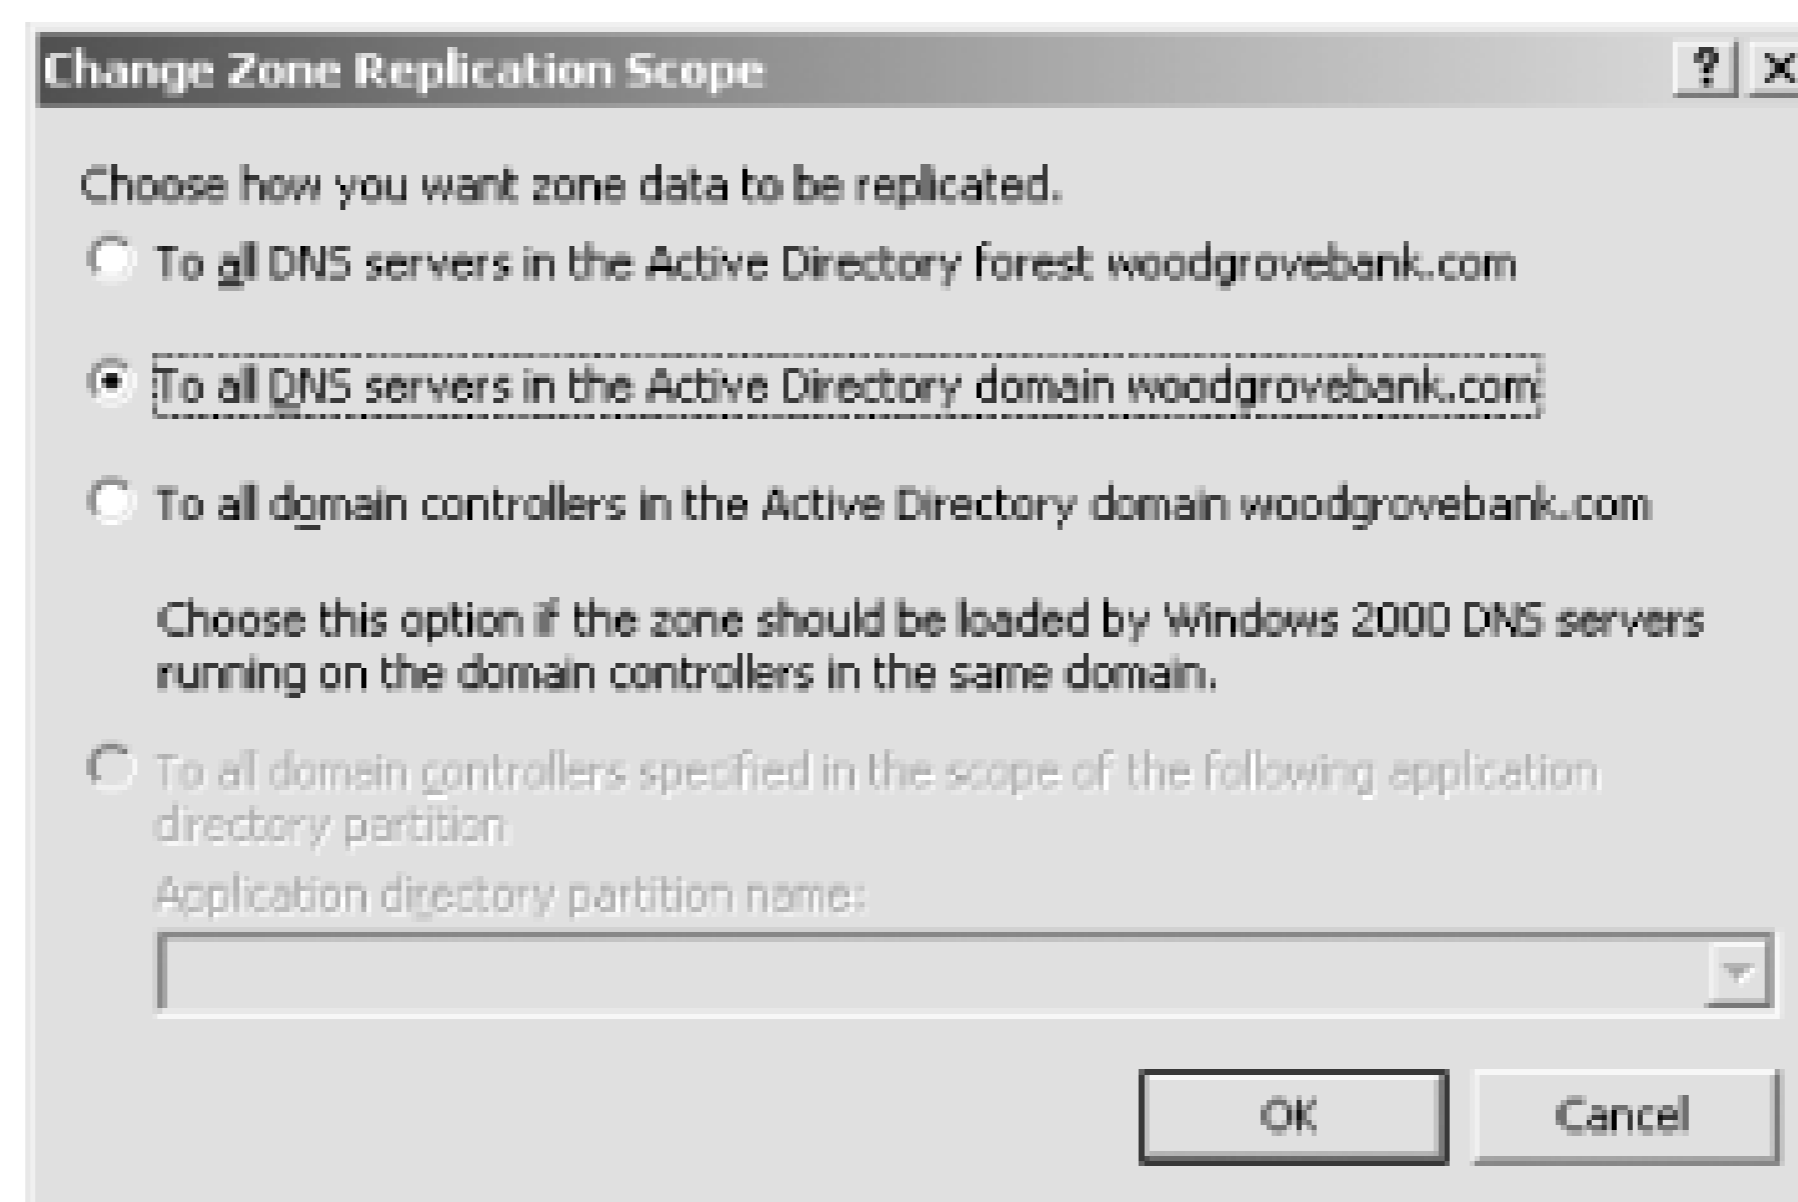 Change Zone Replication Scope
? X
Choose how you want zone data to be replicated.
To all DNS servers in the Active Directory forest woodgrovebank.com
To all DNS servers in the Active Directory domain woodgrovebank.com
To all domain controllers in the Active Directory domain woodgrovebank.com
Choose this option if the zone should be loaded by Windows 2000 DNS servers
running on the domain controllers in the same domain.
To all domain controllers specified in the scope of the following application
directory partition
Application directory partition name:
OK Cancel